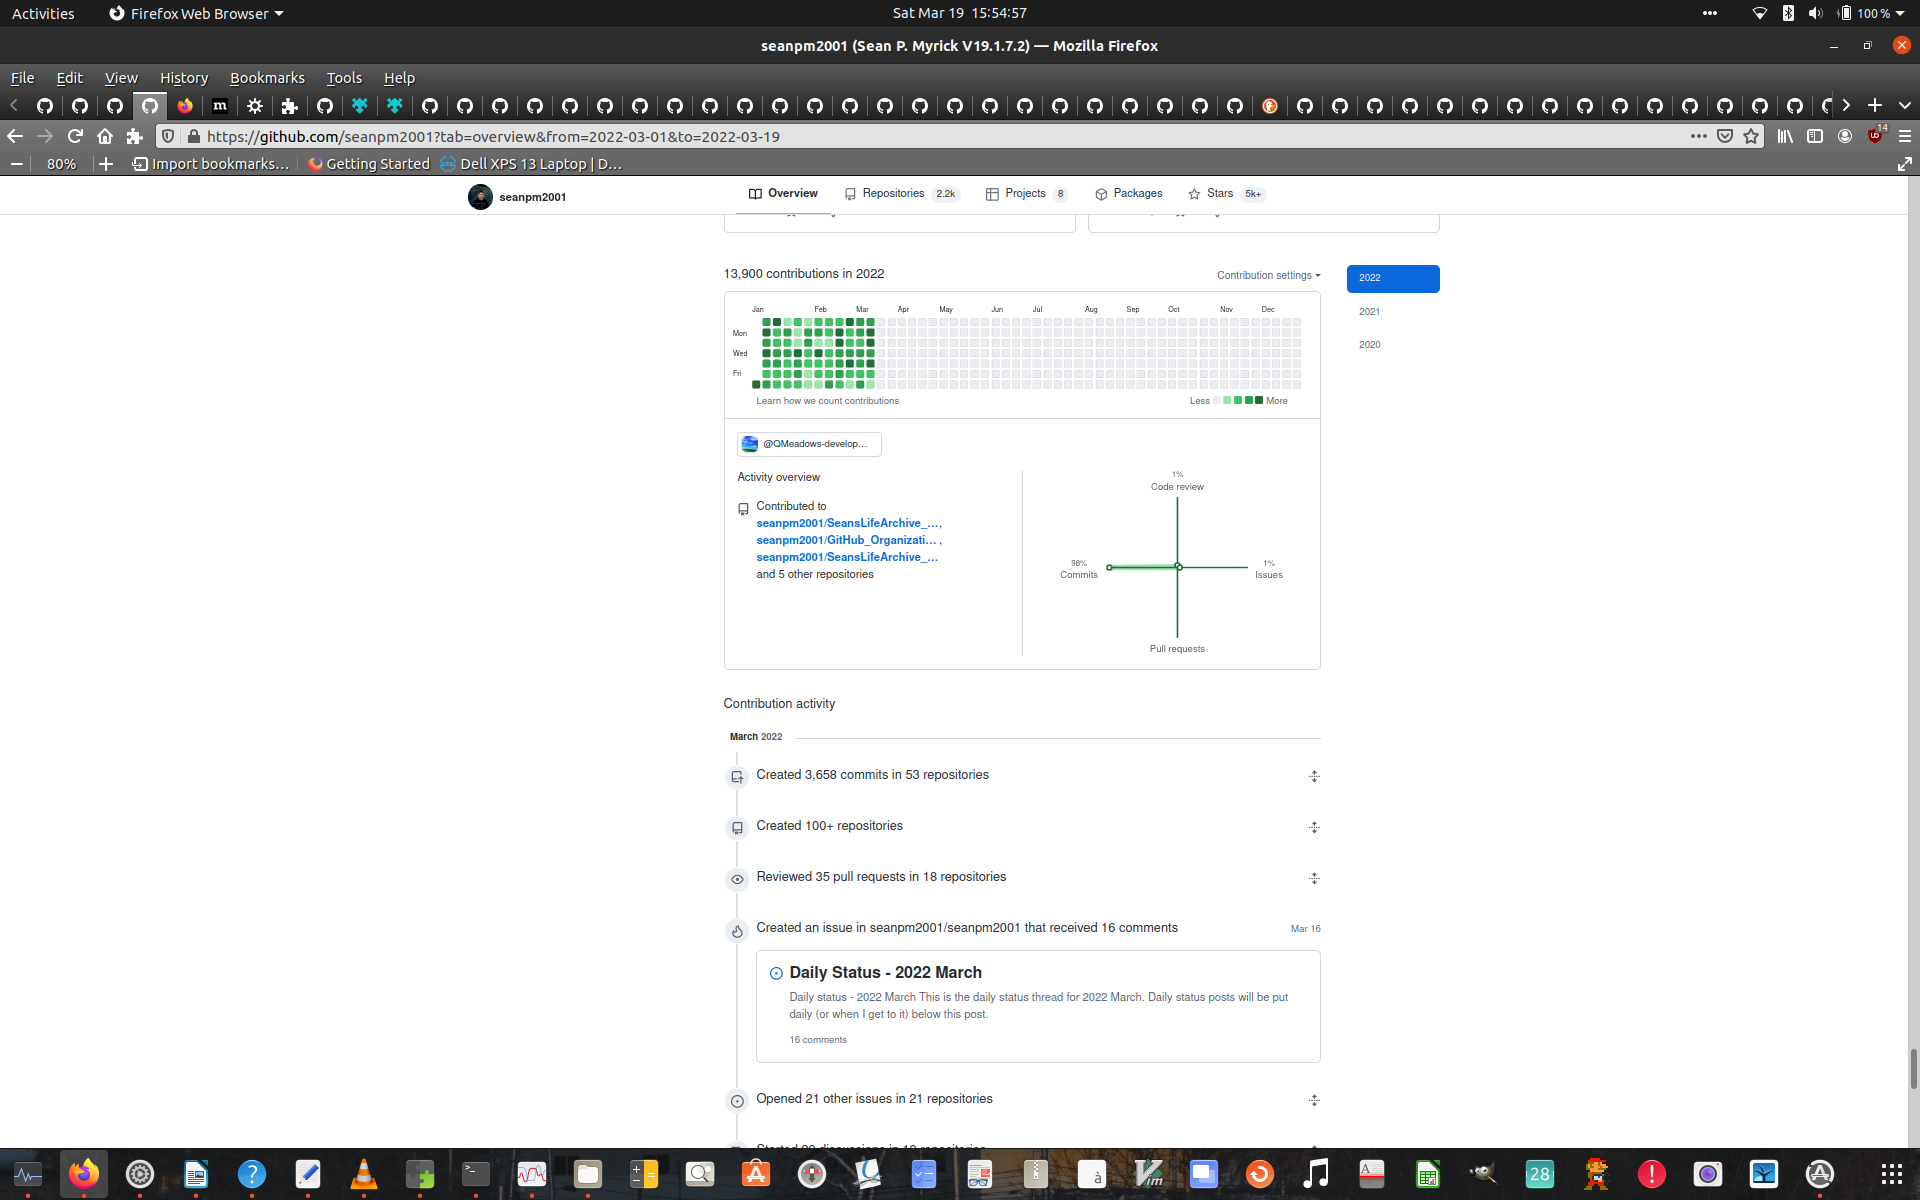 Activities
Firefox Web Browser
Sat Mar 19 15:54:57
100 %
seanpm2001 (Sean P. Myrick V19.1.7.2) — Mozilla Firefox
File Edit View History Bookmarks Tools Help
https://github.com/seanpm2001?tab=overview&from=2022-03-01&to=2022-03-19
14
80%
Import bookmarks...
Getting Started
Dell XPS 13 Laptop | D...
seanpm2001
Overview
Repositories 2.2k
Projects 8
Packages
Stars 5k+
13,900 contributions in 2022
Contribution settings
2022
2021
2020
Jan Feb Mar Apr May Jun Jul Aug Sep Oct Nov Dec
Mon
Wed
Fri
Learn how we count contributions
Less More
@QMeadows-develop...
Activity overview
Contributed to
seanpm2001/SeansLifeArchive_... ,
seanpm2001/GitHub_Organizati... ,
seanpm2001/SeansLifeArchive_...
and 5 other repositories
1%
Code review
98%
Commits
1%
Issues
Pull requests
Contribution activity
March 2022
Created 3,658 commits in 53 repositories
Created 100+ repositories
Reviewed 35 pull requests in 18 repositories
Created an issue in seanpm2001/seanpm2001 that received 16 comments
Mar 16
Daily Status - 2022 March
Daily status - 2022 March This is the daily status thread for 2022 March. Daily status posts will be put
daily (or when I get to it) below this post.
16 comments
Opened 21 other issues in 21 repositories
28